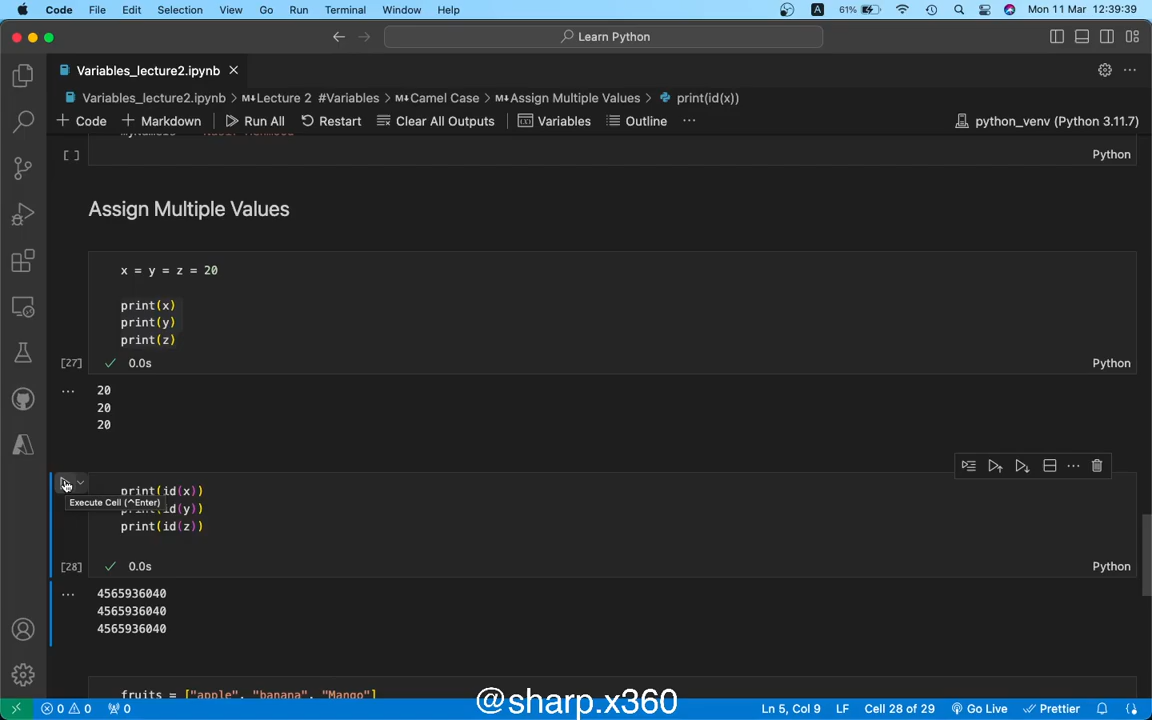 Code File Edit Selection View Go Run Terminal Window Help A 61% Mon 11 Mar 12:39:39
Learn Python
Variables_lecture2.ipynb
Variables_lecture2.ipynb > M↓Lecture 2 #Variables > M↓Camel Case > M↓Assign Multiple Values > print(id(x))
+ Code + Markdown Run All Restart Clear All Outputs Variables Outline ... python_venv (Python 3.11.7)
[ ] Python
Assign Multiple Values
x = y = z = 20
print(x)
print(y)
print(z)
[27] ✓ 0.0s Python
... 20
20
20
print(id(x))
Execute Cell (^Enter) id(y))
print(id(z))
[28] ✓ 0.0s Python
... 4565936040
4565936040
4565936040
fruits = ["apple", "banana", "Mango"]
@sharp.x360
0 0 0 Ln 5, Col 9 LF Cell 28 of 29 Go Live Prettier